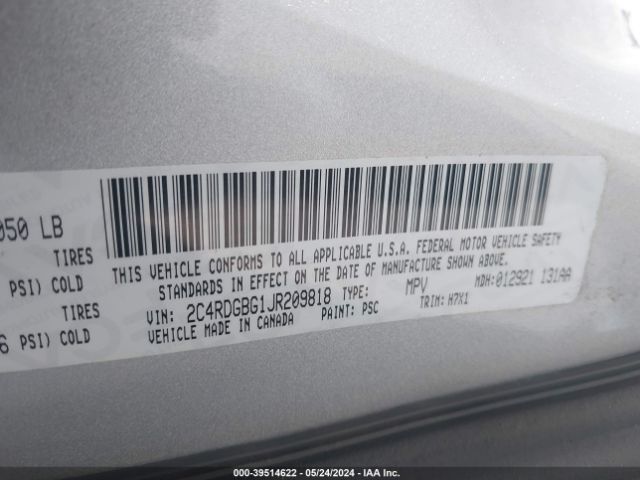 050 LB
TIRES
PSI) COLD
TIRES
6 PSI) COLD
THIS VEHICLE CONFORMS TO ALL APPLICABLE U.S.A. FEDERAL MOTOR VEHICLE SAFETY
STANDARDS IN EFFECT ON THE DATE OF MANUFACTURE SHOWN ABOVE.
VIN: 2C4RDGBG1JR209818 TYPE: MPV MDH:012921 131AA
VEHICLE MADE IN CANADA PAINT: PSC TRIM: H7X1
000-39514622 - 05/24/2024 - IAA Inc.